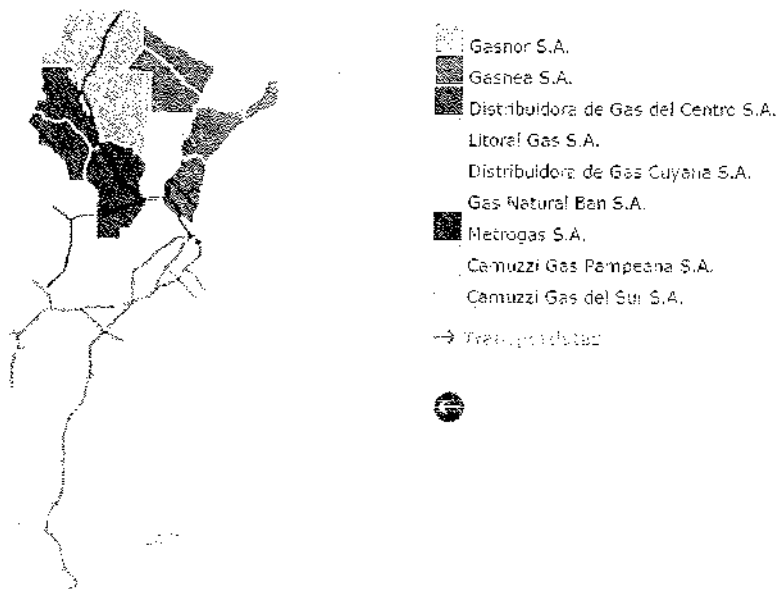 Gasnor S.A.
Gasnea S.A.
Distribuidora de Gas del Centro S.A.
Litoral Gas S.A.
Distribuidora de Gas Cuyana S.A.
Gas Natural Ban S.A.
Metrogas S.A.
Camuzzi Gas Pampeana S.A.
Camuzzi Gas del Sur S.A.